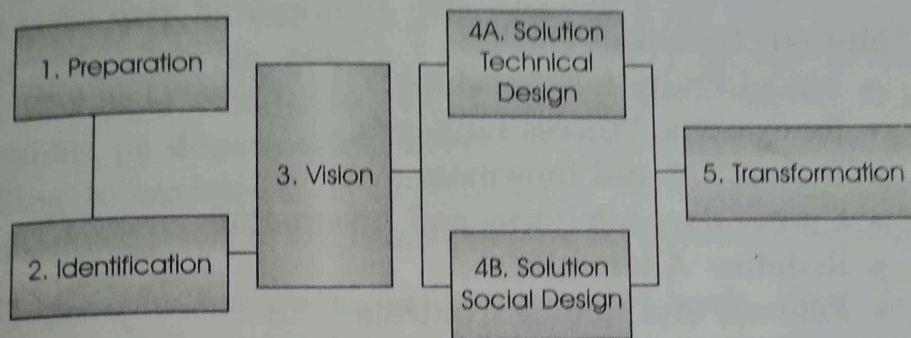 1. Preparation
2. Identification
3. Vision
4A. Solution
Technical
Design
4B. Solution
Social Design
5. Transformation